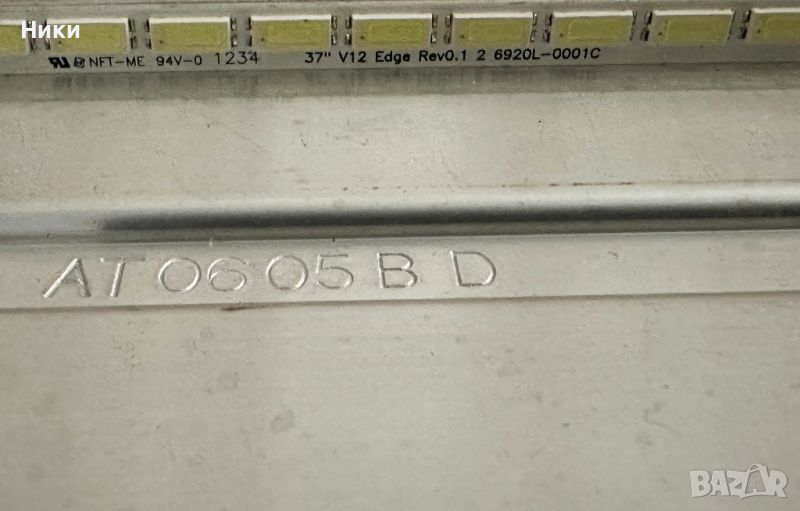 Ники
NFT-ME 94V-0 1234 37" V12 Edge Rev0.1 2 6920L-0001C
AT0605BD
BAZAR